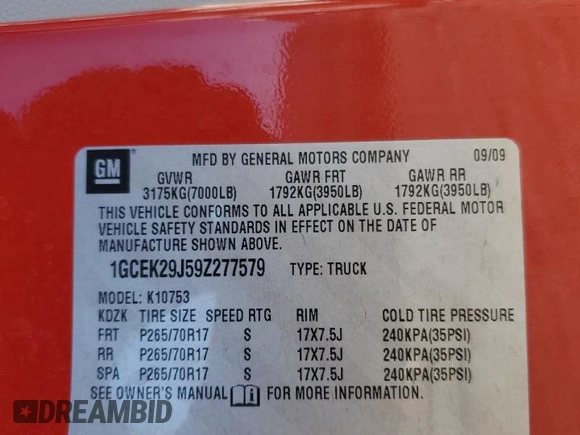 GM
MFD BY GENERAL MOTORS COMPANY 09/09
GVWR GAWR FRT GAWR RR
3175KG(7000LB) 1792KG(3950LB) 1792KG(3950LB)
THIS VEHICLE CONFORMS TO ALL APPLICABLE U.S. FEDERAL MOTOR
VEHICLE SAFETY STANDARDS IN EFFECT ON THE DATE OF
MANUFACTURE SHOWN ABOVE.
1GCEK29J59Z277579 TYPE: TRUCK
MODEL: K10753
KDZK TIRE SIZE SPEED RTG RIM COLD TIRE PRESSURE
FRT P265/70R17 S 17X7.5J 240KPA(35PSI)
RR P265/70R17 S 17X7.5J 240KPA(35PSI)
SPA P265/70R17 S 17X7.5J 240KPA(35PSI)
SEE OWNER'S MANUAL FOR MORE INFORMATION.
DREAMBID